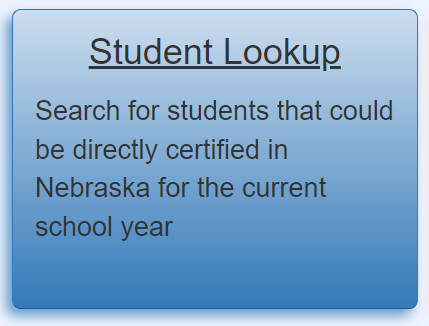 Student Lookup
Search for students that could
be directly certified in
Nebraska for the current
school year